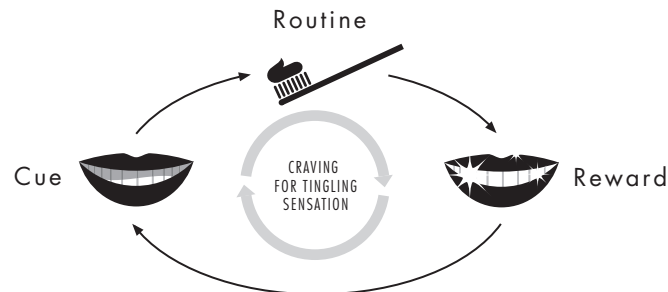 Routine
Cue
CRAVING
FOR TINGLING
SENSATION
Reward